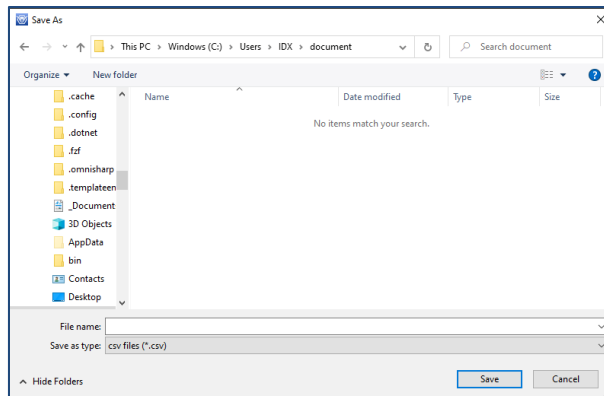 Save As
This PC > Windows (C:) > Users > IDX > document
Search document
Organize
New folder
Name
Date modified
Type
Size
No items match your search.
.cache
.config
.dotnet
.fzf
.omnisharp
.templateen
_Document
3D Objects
AppData
bin
Contacts
Desktop
File name:
Save as type: csv files (*.csv)
Hide Folders
Save
Cancel